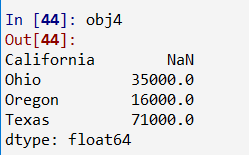 In [44]: obj4
Out[44]:
California NaN
Ohio 35000.0
Oregon 16000.0
Texas 71000.0
dtype: float64